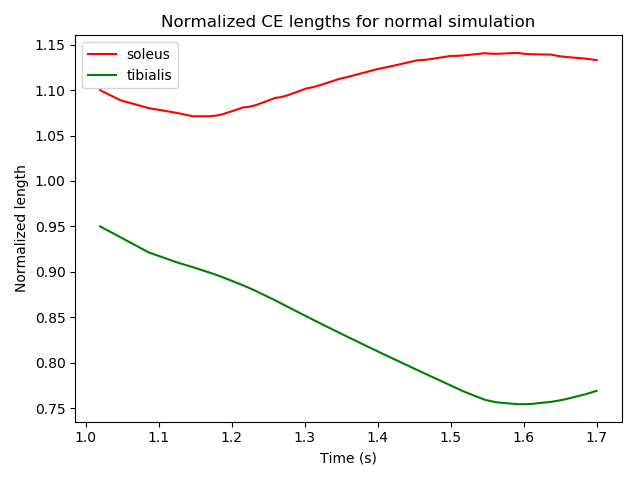 Normalized CE lengths for normal simulation
soleus
tibialis
1.15
1.10
1.05
1.00
0.95
0.90
0.85
0.80
0.75
Normalized length
1.0 1.1 1.2 1.3 1.4 1.5 1.6 1.7
Time (s)